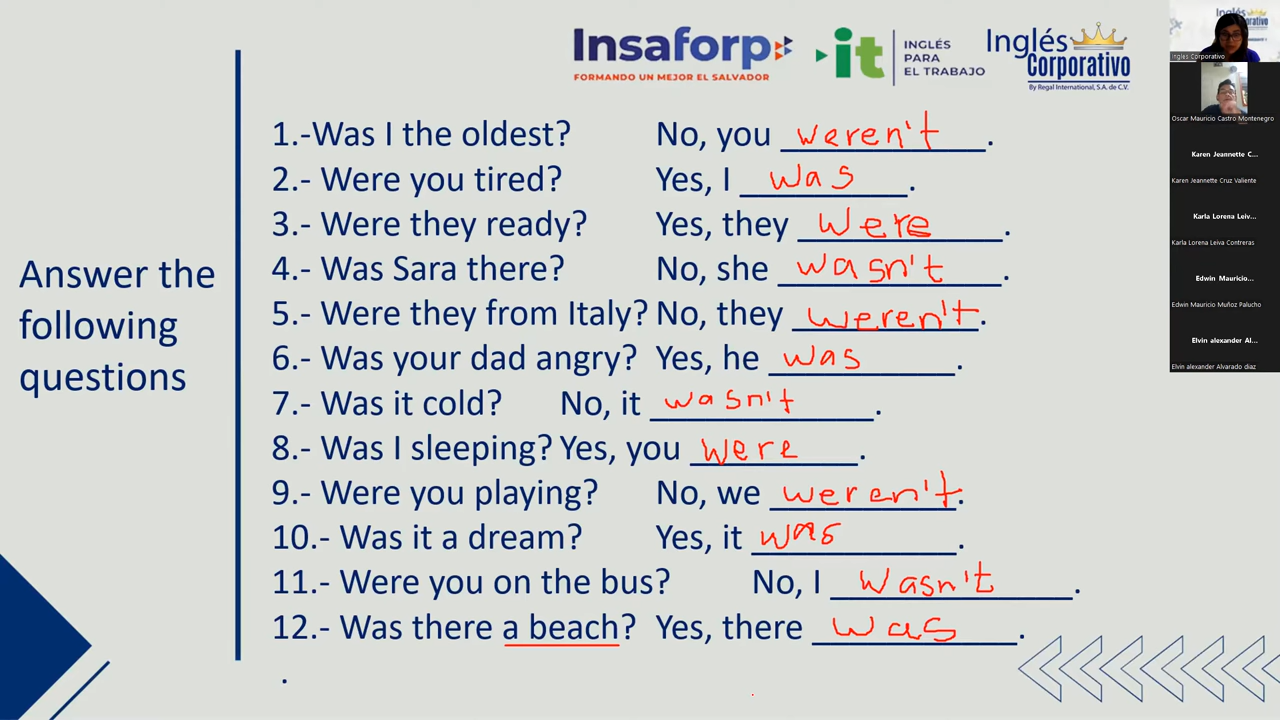 Insaforp
FORMANDO UN MEJOR EL SALVADOR
it
INGLÉS
PARA
EL TRABAJO
Inglés
Corporativo
By Regal International, S.A. de C.V.
Answer the
following
questions
1.-Was I the oldest? No, you weren't.
2.- Were you tired? Yes, I was.
3.- Were they ready? Yes, they were.
4.- Was Sara there? No, she wasn't.
5.- Were they from Italy? No, they weren't.
6.- Was your dad angry? Yes, he was.
7.- Was it cold? No, it wasn't.
8.- Was I sleeping? Yes, you were.
9.- Were you playing? No, we weren't.
10.- Was it a dream? Yes, it was.
11.- Were you on the bus? No, I wasn't.
12.- Was there a beach? Yes, there was.
.
Inglés Corporativo
Oscar Mauricio Castro Montenegro
Karen Jeannette C...
Karen Jeannette Cruz Valiente
Karla Lorena Leiv...
Karla Lorena Leiva Contreras
Edwin Mauricio...
Edwin Mauricio Muñoz Palucho
Elvin alexander Al...
Elvin alexander Alvarado diaz